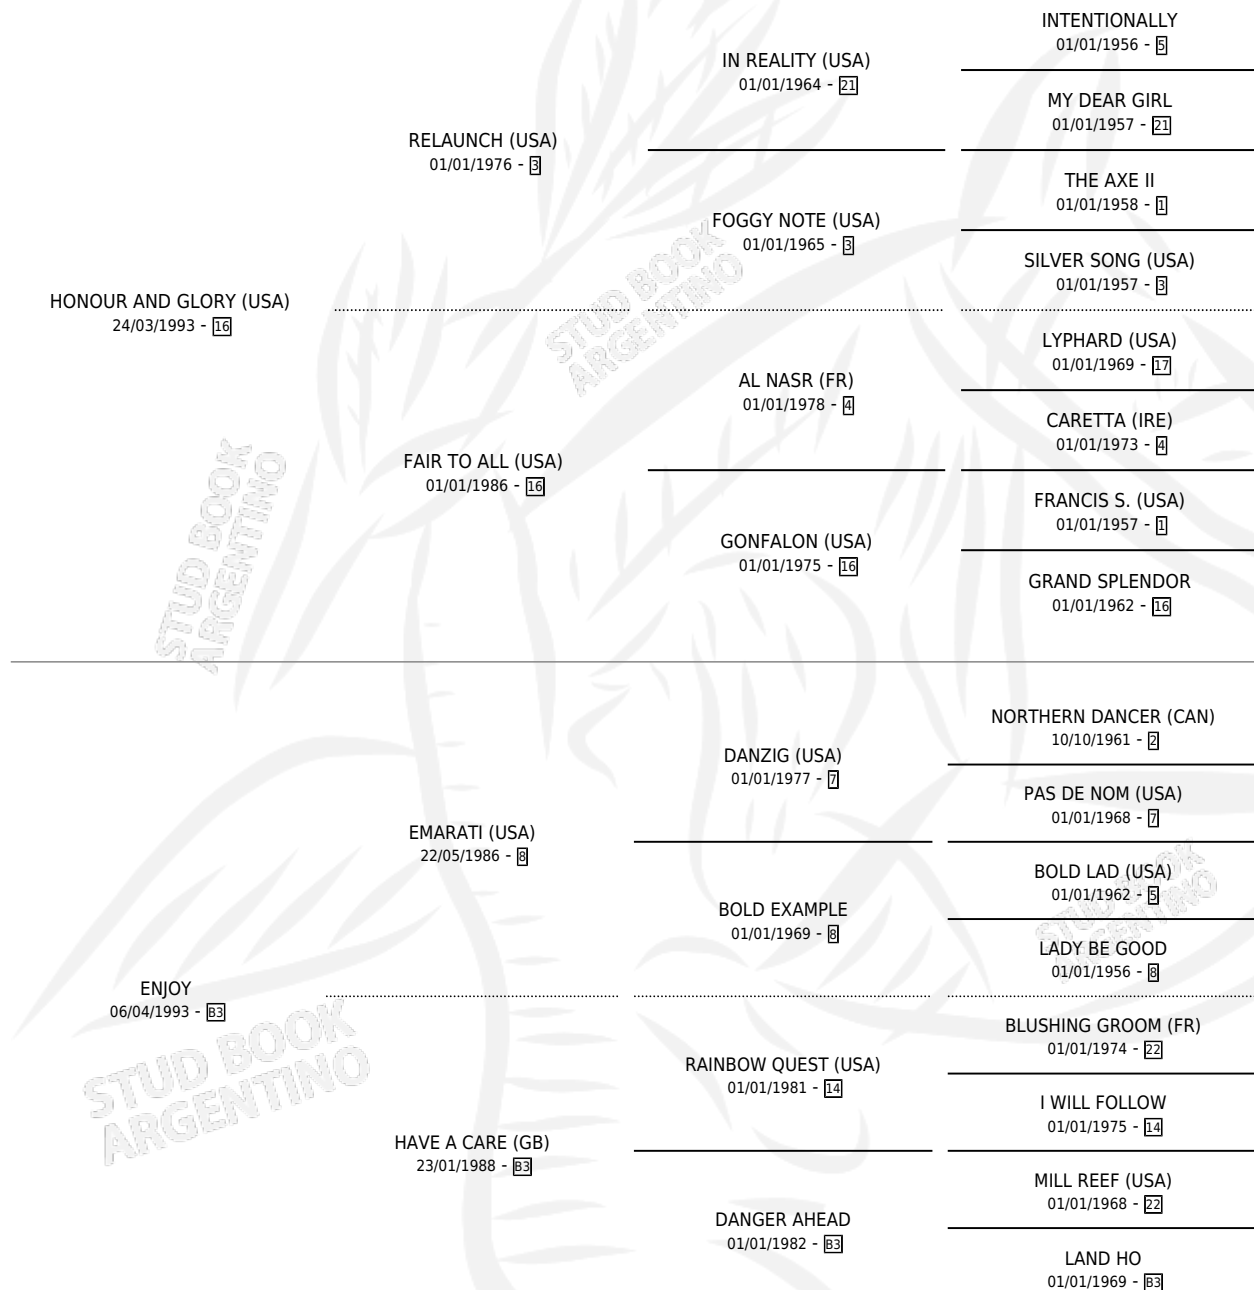 INTENTIONALLY
01/01/1956 - 5
IN REALITY (USA)
01/01/1964 - 21
MY DEAR GIRL
01/01/1957 - 21
RELAUNCH (USA)
01/01/1976 - 3
THE AXE II
01/01/1958 - 1
FOGGY NOTE (USA)
01/01/1965 - 3
SILVER SONG (USA)
01/01/1957 - 3
HONOUR AND GLORY (USA)
24/03/1993 - 16
LYPHARD (USA)
01/01/1969 - 17
AL NASR (FR)
01/01/1978 - 4
CARETTA (IRE)
01/01/1973 - 4
FAIR TO ALL (USA)
01/01/1986 - 16
FRANCIS S. (USA)
01/01/1957 - 1
GONFALON (USA)
01/01/1975 - 16
GRAND SPLENDOR
01/01/1962 - 16
NORTHERN DANCER (CAN)
10/10/1961 - 2
DANZIG (USA)
01/01/1977 - 7
PAS DE NOM (USA)
01/01/1968 - 7
EMARATI (USA)
22/05/1986 - 8
BOLD LAD (USA)
01/01/1962 - 5
BOLD EXAMPLE
01/01/1969 - 8
LADY BE GOOD
01/01/1956 - 8
ENJOY
06/04/1993 - B3
BLUSHING GROOM (FR)
01/01/1974 - 22
RAINBOW QUEST (USA)
01/01/1981 - 14
I WILL FOLLOW
01/01/1975 - 14
HAVE A CARE (GB)
23/01/1988 - B3
MILL REEF (USA)
01/01/1968 - 22
DANGER AHEAD
01/01/1982 - B3
LAND HO
01/01/1969 - B3
STUD BOOK
ARGENTINO
STUD BOOK
ARGENTINO
STUD BOOK
ARGENTINO
STUD BOOK
ARGENTINO